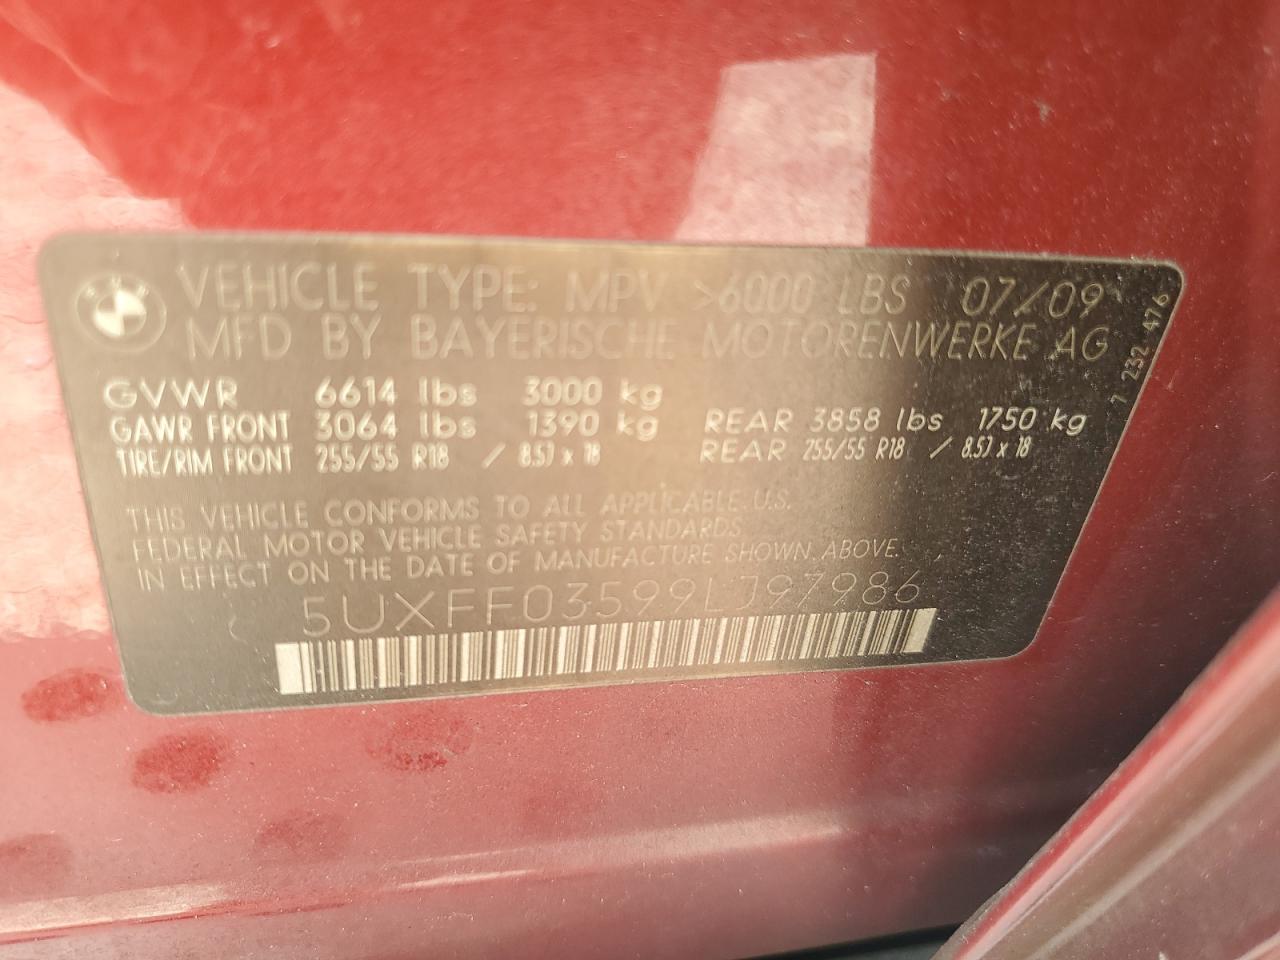 BMW
VEHICLE TYPE: MPV >6000 LBS 07/09
MFD BY BAYERISCHE MOTORENWERKE AG
7 232 476
GVWR 6614 lbs 3000 kg
GAWR FRONT 3064 lbs 1390 kg REAR 3858 lbs 1750 kg
TIRE/RIM FRONT 255/55 R18 / 8.5J x 18 REAR 255/55 R18 / 8.5J x 18
THIS VEHICLE CONFORMS TO ALL APPLICABLE U.S.
FEDERAL MOTOR VEHICLE SAFETY STANDARDS
IN EFFECT ON THE DATE OF MANUFACTURE SHOWN ABOVE.
5UXFF03599LJ97986